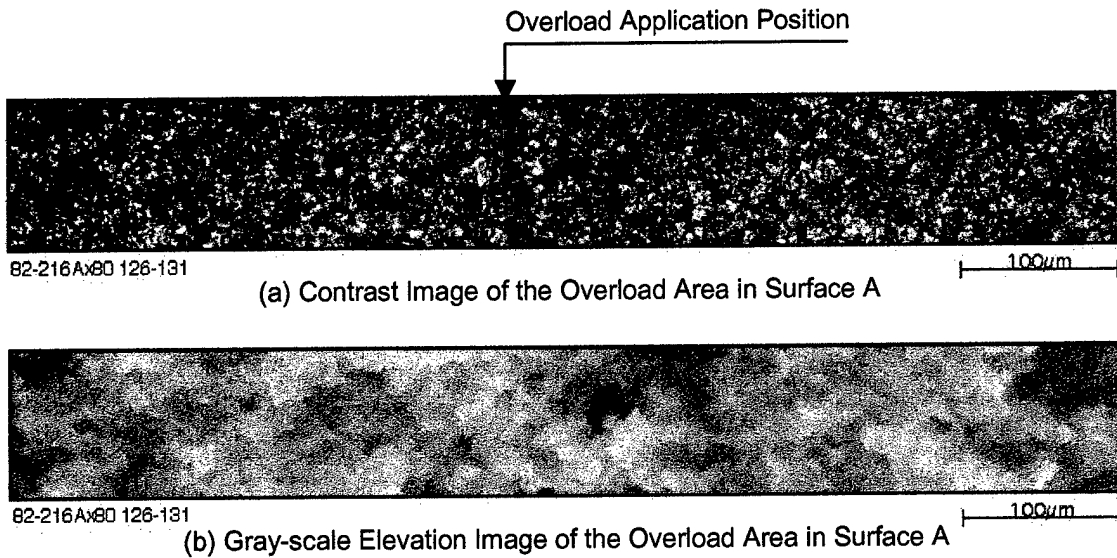 Overload Application Position
82-216Ax80 126-131
100µm
(a) Contrast Image of the Overload Area in Surface A
82-216Ax80 126-131
100µm
(b) Gray-scale Elevation Image of the Overload Area in Surface A